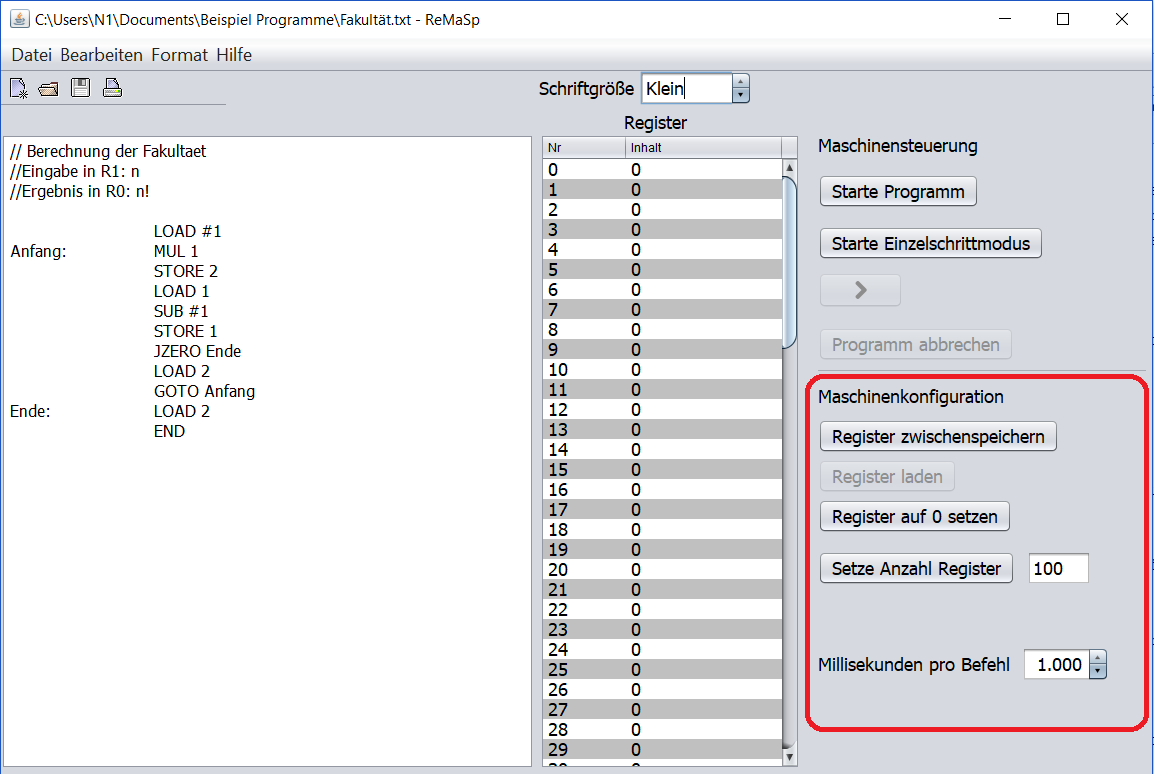 C:\Users\N1\Documents\Beispiel Programme\Fakultät.txt - ReMaSp
Datei Bearbeiten Format Hilfe
Schriftgröße Klein
// Berechnung der Fakultaet
//Eingabe in R1: n
//Ergebnis in R0: n!
LOAD #1
Anfang: MUL 1
STORE 2
LOAD 1
SUB #1
STORE 1
JZERO Ende
LOAD 2
GOTO Anfang
Ende: LOAD 2
END
Register
Nr Inhalt
0 0
1 0
2 0
3 0
4 0
5 0
6 0
7 0
8 0
9 0
10 0
11 0
12 0
13 0
14 0
15 0
16 0
17 0
18 0
19 0
20 0
21 0
22 0
23 0
24 0
25 0
26 0
27 0
28 0
29 0
Maschinensteuerung
Starte Programm
Starte Einzelschrittmodus
Programm abbrechen
Maschinenkonfiguration
Register zwischenspeichern
Register laden
Register auf 0 setzen
Setze Anzahl Register 100
Millisekunden pro Befehl 1.000